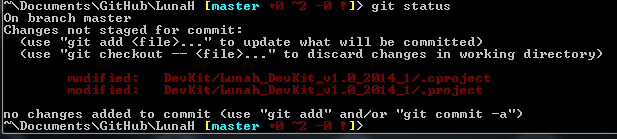 ~\Documents\GitHub\LunaH [master +0 ~2 -0 !]> git status
On branch master
Changes not staged for commit:
  (use "git add <file>..." to update what will be committed)
  (use "git checkout -- <file>..." to discard changes in working directory)
        modified:   DevKit/Lunah_DevKit_v1.0_2014_1/.cproject
        modified:   DevKit/Lunah_DevKit_v1.0_2014_1/.project
no changes added to commit (use "git add" and/or "git commit -a")
~\Documents\GitHub\LunaH [master +0 ~2 -0 !]>